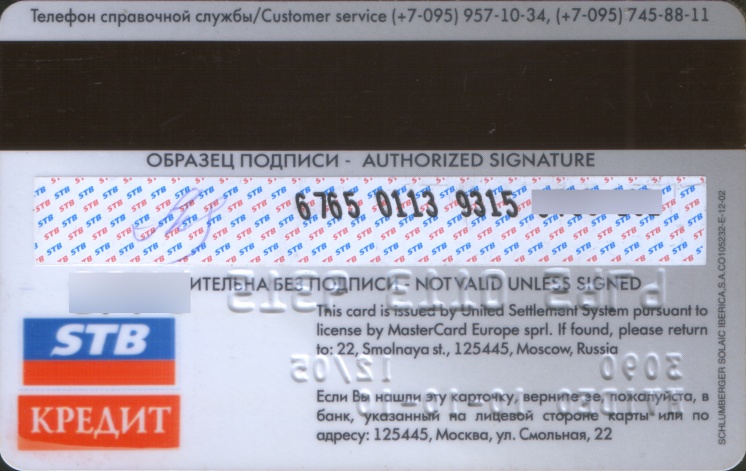 Телефон справочной службы/Customer service (+7-095) 957-10-34, (+7-095) 745-88-11
ОБРАЗЕЦ ПОДПИСИ - AUTHORIZED SIGNATURE
6765 0113 9315
БЕЗ ПОДПИСИ - NOT VALID UNLESS SIGNED
This card is issued by United Settlement System pursuant to
license by MasterCard Europe sprl. If found, please return
to: 22, Smolnaya st., 125445, Moscow, Russia
3090
12/05
Если Вы нашли эту карточку, верните ее, пожалуйста, в
банк, указанный на лицевой стороне карты или по
адресу: 125445, Москва, ул. Смольная, 22
STB
КРЕДИТ
SCHLUMBERGER SOLAIC IBERICA,S.A.CO105232-E-12-02